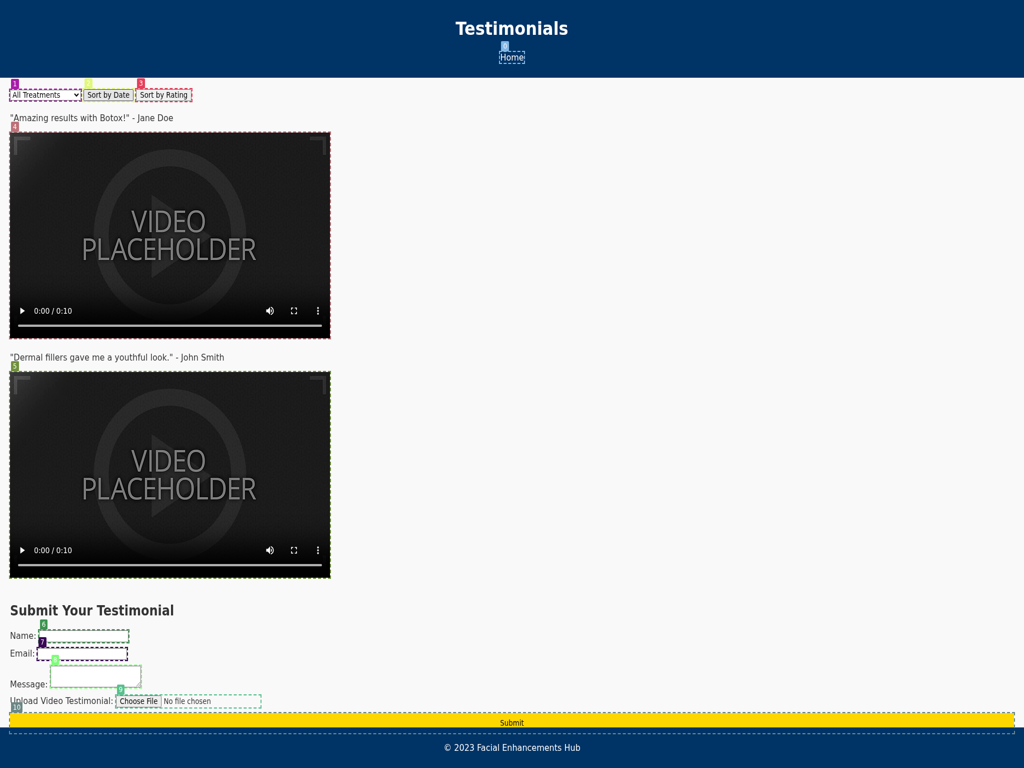 Testimonials
0
Home
1
3
All Treatments
Sort by Date
Sort by Rating
"Amazing results with Botox!" - Jane Doe
4
VIDEO
PLACEHOLDER
0:00 / 0:10
"Dermal fillers gave me a youthful look." - John Smith
5
VIDEO
PLACEHOLDER
0:00 / 0:10
Submit Your Testimonial
6
Name:
7
Email:
Message:
9
Upload Video Testimonial: Choose File No file chosen
10
Submit
© 2023 Facial Enhancements Hub